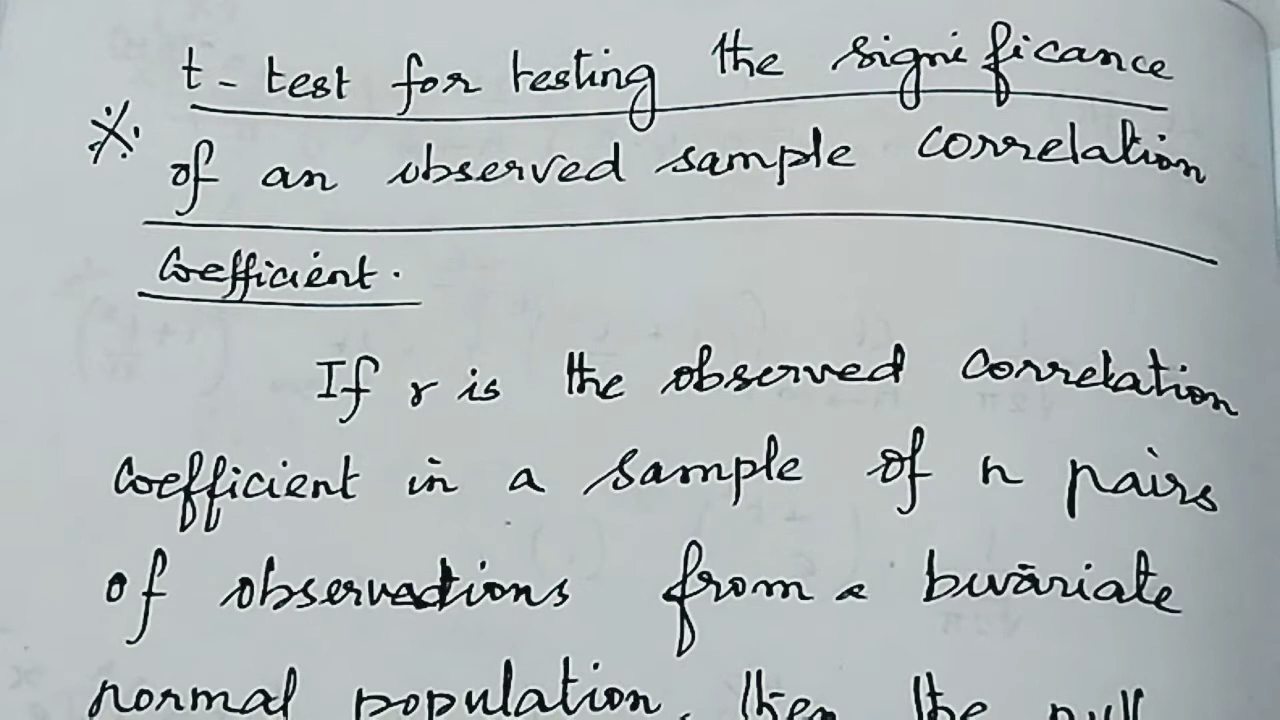 t- test for testing the significance
of an observed sample correlation
coefficient.
If r is the observed correlation
coefficient in a sample of n pairs
of observations from a bivariate
normal population, then the null